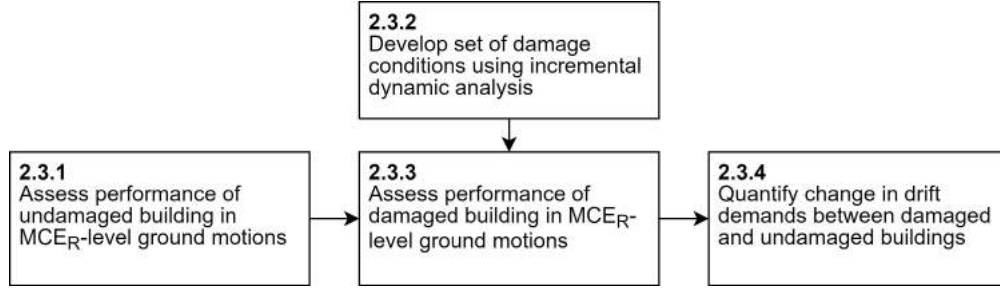 2.3.2
Develop set of damage
conditions using incremental
dynamic analysis
2.3.1
Assess performance of
undamaged building in
MCER-level ground motions
2.3.3
Assess performance of
damaged building in MCER-
level ground motions
2.3.4
Quantify change in drift
demands between damaged
and undamaged buildings